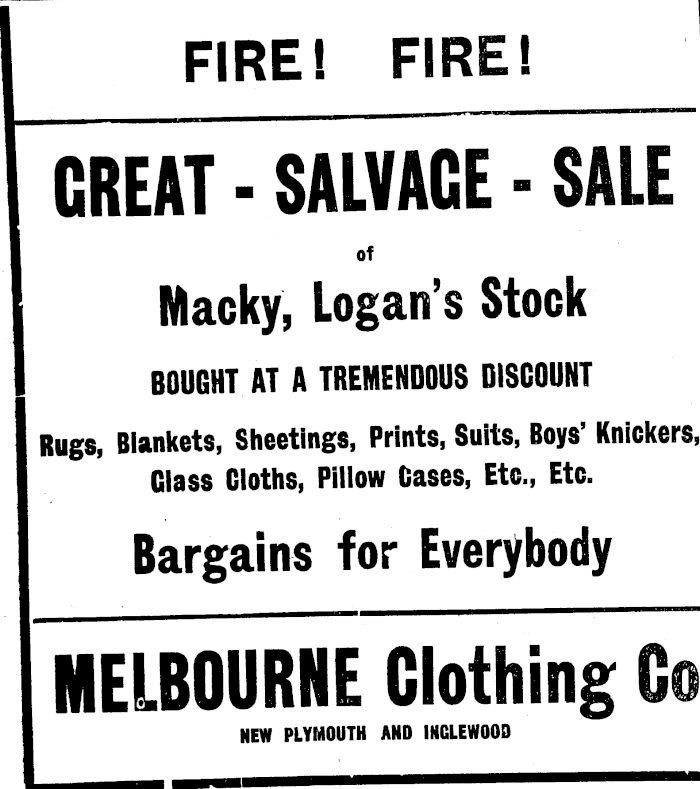 FIRE! FIRE!
GREAT - SALVAGE - SALE
of
Macky, Logan's Stock
BOUGHT AT A TREMENDOUS DISCOUNT
Rugs, Blankets, Sheetings, Prints, Suits, Boys' Knickers,
Glass Cloths, Pillow Cases, Etc., Etc.
Bargains for Everybody
MELBOURNE Clothing Co
NEW PLYMOUTH AND INGLEWOOD